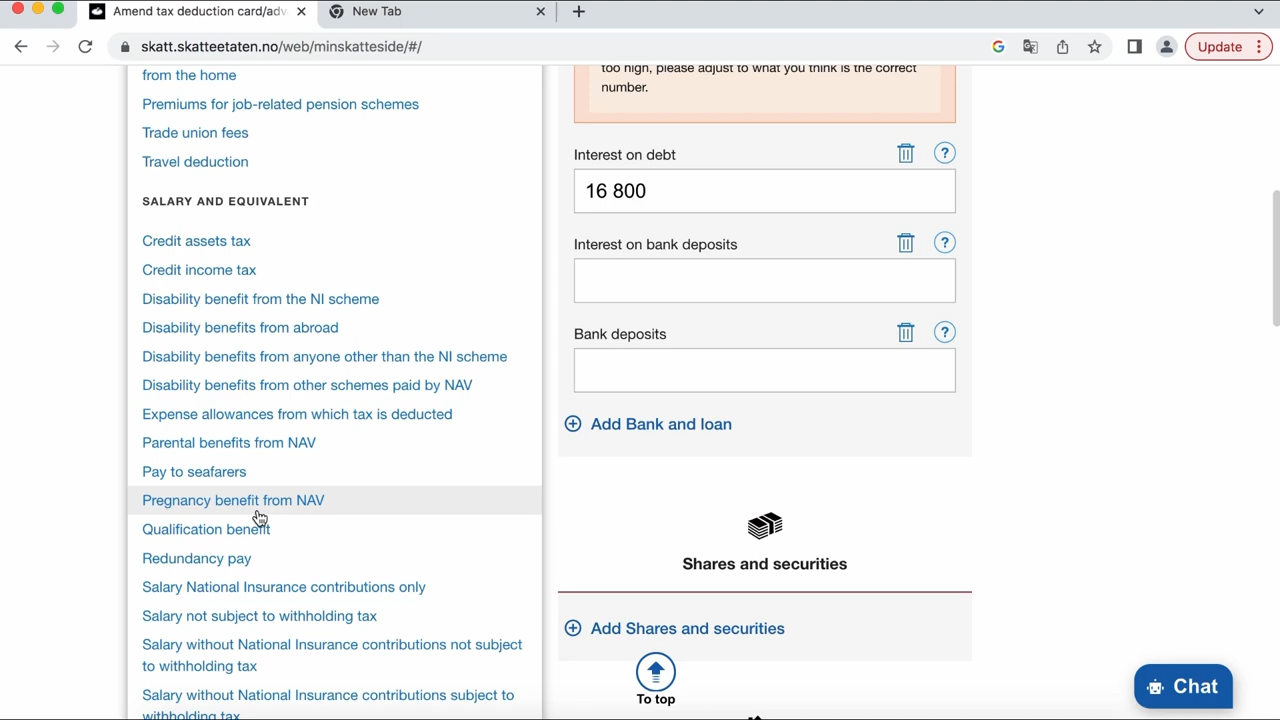 Amend tax deduction card/adv
New Tab
skatt.skatteetaten.no/web/minskatteside/#/
Update
from the home
Premiums for job-related pension schemes
Trade union fees
Travel deduction
SALARY AND EQUIVALENT
Credit assets tax
Credit income tax
Disability benefit from the NI scheme
Disability benefits from abroad
Disability benefits from anyone other than the NI scheme
Disability benefits from other schemes paid by NAV
Expense allowances from which tax is deducted
Parental benefits from NAV
Pay to seafarers
Pregnancy benefit from NAV
Qualification benefit
Redundancy pay
Salary National Insurance contributions only
Salary not subject to withholding tax
Salary without National Insurance contributions not subject
to withholding tax
Salary without National Insurance contributions subject to
withholding tax
too high, please adjust to what you think is the correct
number.
Interest on debt
?
16 800
Interest on bank deposits
?
Bank deposits
?
Add Bank and loan
Shares and securities
Add Shares and securities
To top
Chat